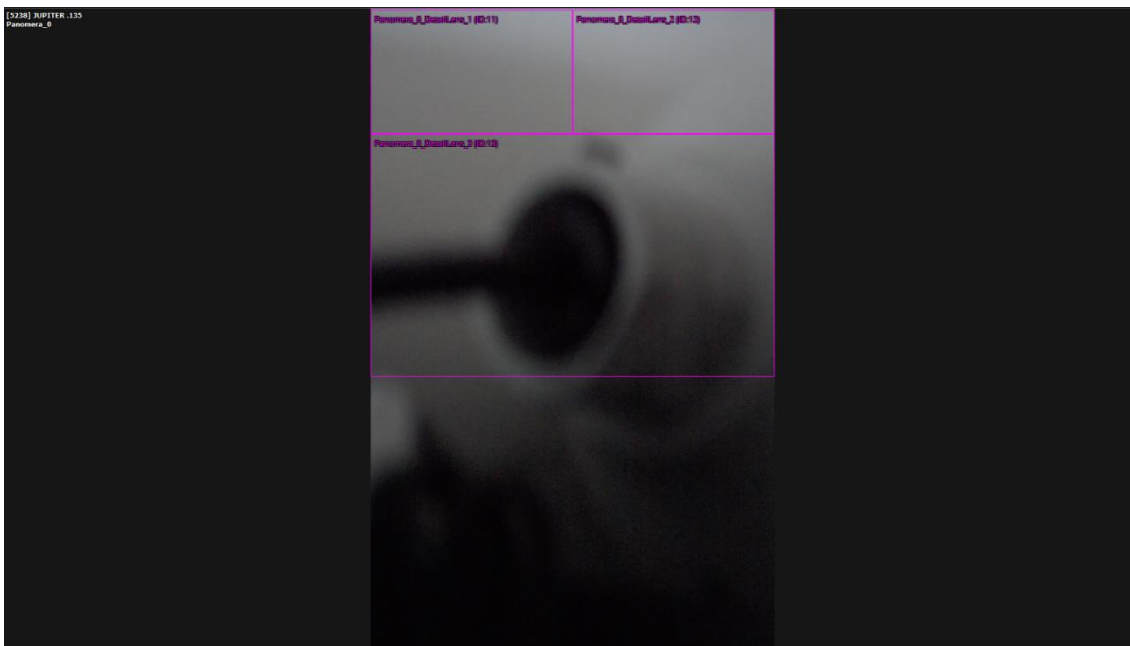 [5238] JUPITER .135
Panomera_0
Panomera_0_DetailLens_1 (ID:11)
Panomera_0_DetailLens_2 (ID:12)
Panomera_0_DetailLens_3 (ID:13)